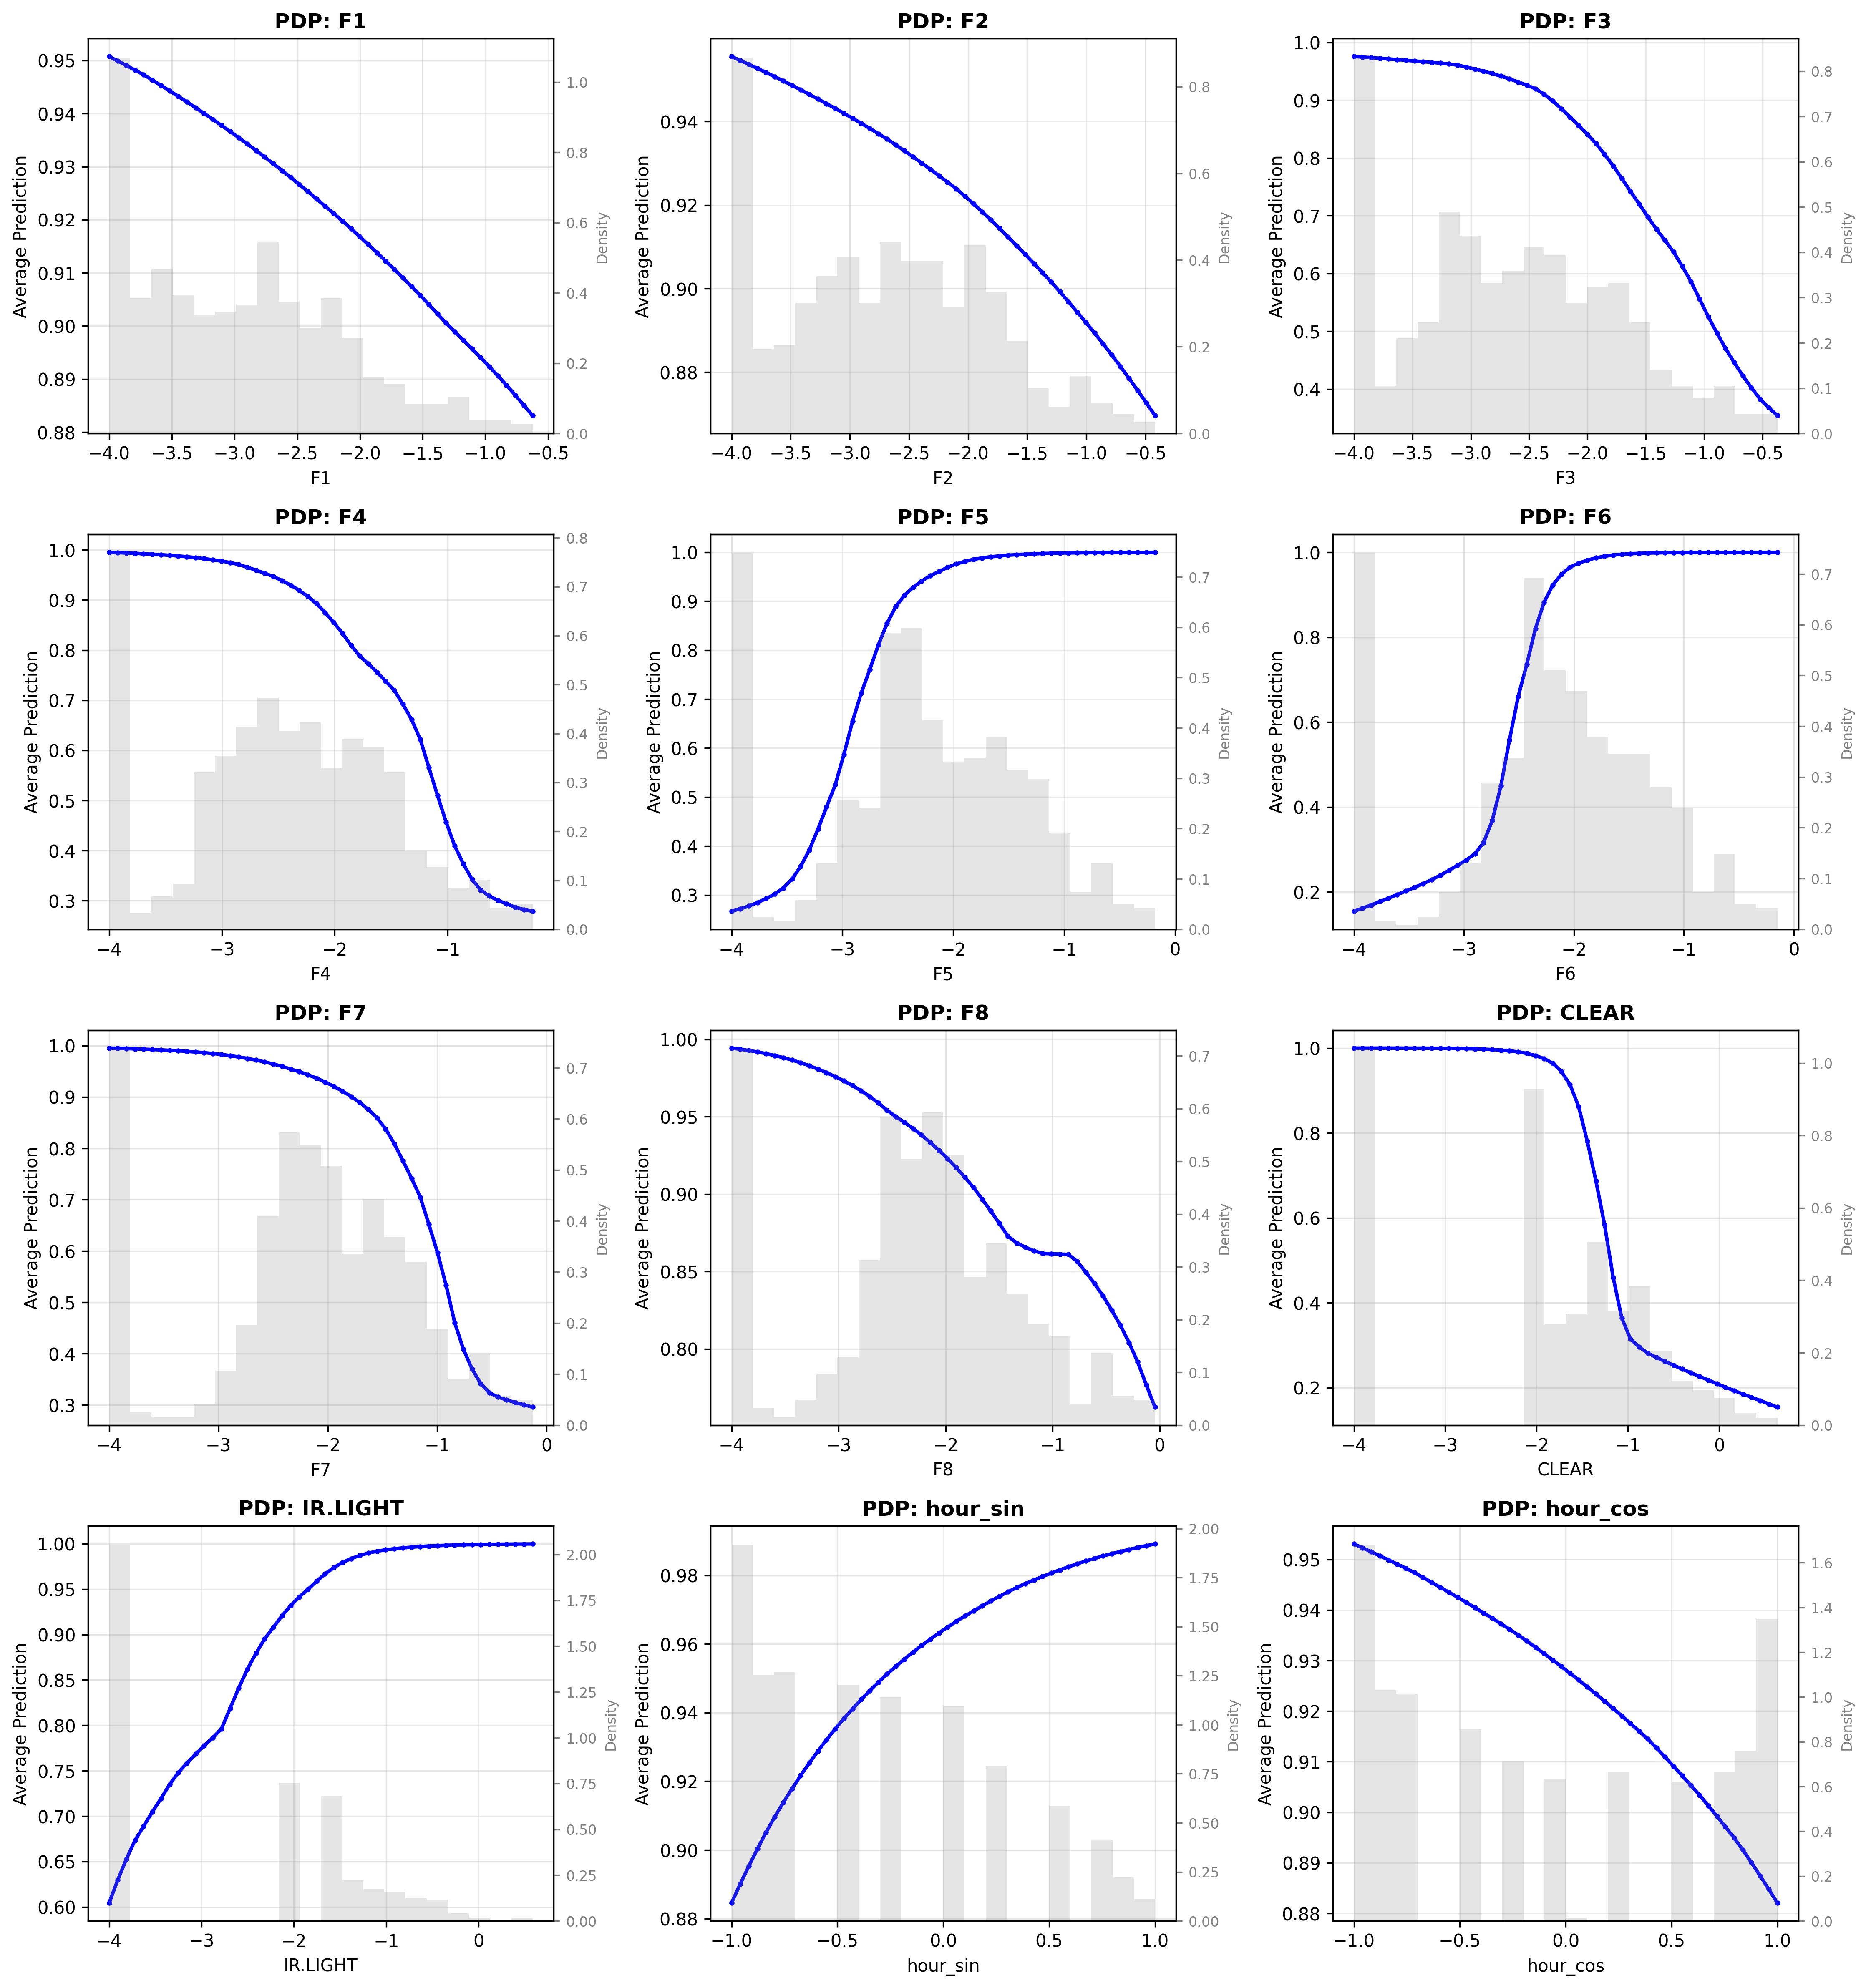 PDP: F1
Average Prediction
0.95
0.94
0.93
0.92
0.91
0.90
0.89
0.88
1.0
0.8
0.6
0.4
0.2
0.0
Density
−4.0 −3.5 −3.0 −2.5 −2.0 −1.5 −1.0 −0.5
F1
PDP: F2
Average Prediction
0.94
0.92
0.90
0.88
0.8
0.6
0.4
0.2
0.0
Density
−4.0 −3.5 −3.0 −2.5 −2.0 −1.5 −1.0 −0.5
F2
PDP: F3
Average Prediction
1.0
0.9
0.8
0.7
0.6
0.5
0.4
0.8
0.7
0.6
0.5
0.4
0.3
0.2
0.1
0.0
Density
−4.0 −3.5 −3.0 −2.5 −2.0 −1.5 −1.0 −0.5
F3
PDP: F4
Average Prediction
1.0
0.9
0.8
0.7
0.6
0.5
0.4
0.3
0.8
0.7
0.6
0.5
0.4
0.3
0.2
0.1
0.0
Density
−4 −3 −2 −1
F4
PDP: F5
Average Prediction
1.0
0.9
0.8
0.7
0.6
0.5
0.4
0.3
0.7
0.6
0.5
0.4
0.3
0.2
0.1
0.0
Density
−4 −3 −2 −1 0
F5
PDP: F6
Average Prediction
1.0
0.8
0.6
0.4
0.2
0.7
0.6
0.5
0.4
0.3
0.2
0.1
0.0
Density
−4 −3 −2 −1 0
F6
PDP: F7
Average Prediction
1.0
0.9
0.8
0.7
0.6
0.5
0.4
0.3
0.7
0.6
0.5
0.4
0.3
0.2
0.1
0.0
Density
−4 −3 −2 −1 0
F7
PDP: F8
Average Prediction
1.00
0.95
0.90
0.85
0.80
0.7
0.6
0.5
0.4
0.3
0.2
0.1
0.0
Density
−4 −3 −2 −1 0
F8
PDP: CLEAR
Average Prediction
1.0
0.8
0.6
0.4
0.2
1.0
0.8
0.6
0.4
0.2
0.0
Density
−4 −3 −2 −1 0
CLEAR
PDP: IR.LIGHT
Average Prediction
1.00
0.95
0.90
0.85
0.80
0.75
0.70
0.65
0.60
2.00
1.75
1.50
1.25
1.00
0.75
0.50
0.25
0.00
Density
−4 −3 −2 −1 0
IR.LIGHT
PDP: hour_sin
Average Prediction
0.98
0.96
0.94
0.92
0.90
0.88
2.00
1.75
1.50
1.25
1.00
0.75
0.50
0.25
0.00
Density
−1.0 −0.5 0.0 0.5 1.0
hour_sin
PDP: hour_cos
Average Prediction
0.95
0.94
0.93
0.92
0.91
0.90
0.89
0.88
1.6
1.4
1.2
1.0
0.8
0.6
0.4
0.2
0.0
Density
−1.0 −0.5 0.0 0.5 1.0
hour_cos